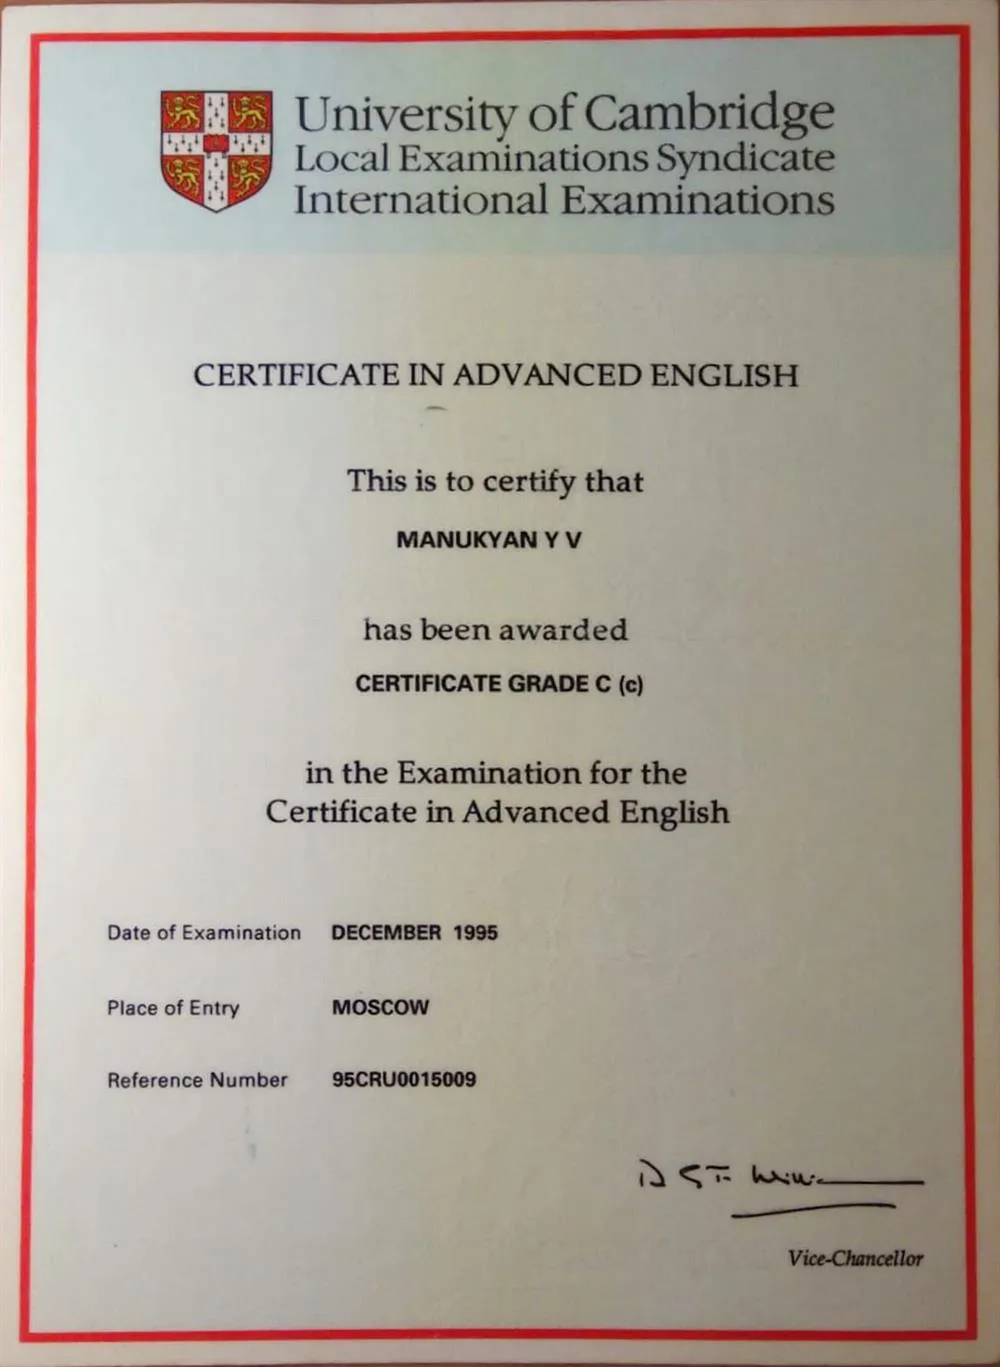 University of Cambridge
Local Examinations Syndicate
International Examinations
CERTIFICATE IN ADVANCED ENGLISH
This is to certify that
MANUKYAN Y V
has been awarded
CERTIFICATE GRADE C (c)
in the Examination for the
Certificate in Advanced English
Date of Examination DECEMBER 1995
Place of Entry MOSCOW
Reference Number 95CRU0015009
Vice-Chancellor